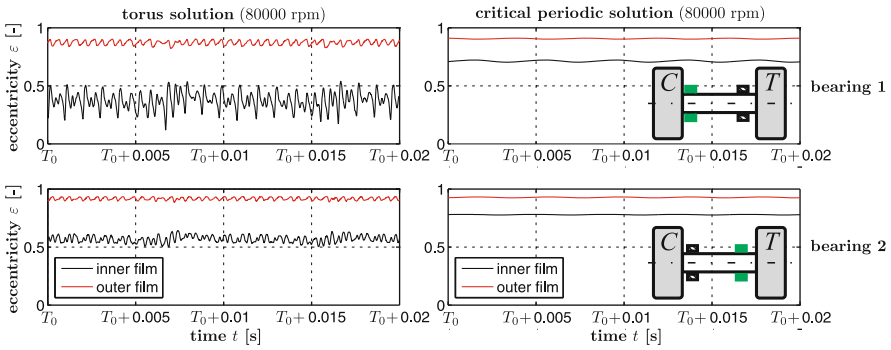 torus solution (80000 rpm)
critical periodic solution (80000 rpm)
eccentricity ε [-]
1
0.5
0
T₀ T₀+0.005 T₀+0.01 T₀+0.015 T₀+0.02
C T
T₀ T₀+0.005 T₀+0.01 T₀+0.015 T₀+0.02
bearing 1
eccentricity ε [-]
1
0.5
0
inner film
outer film
T₀ T₀+0.005 T₀+0.01 T₀+0.015 T₀+0.02
time t [s]
1
0.5
0
inner film
outer film
C T
T₀ T₀+0.005 T₀+0.01 T₀+0.015 T₀+0.02
time t [s]
bearing 2